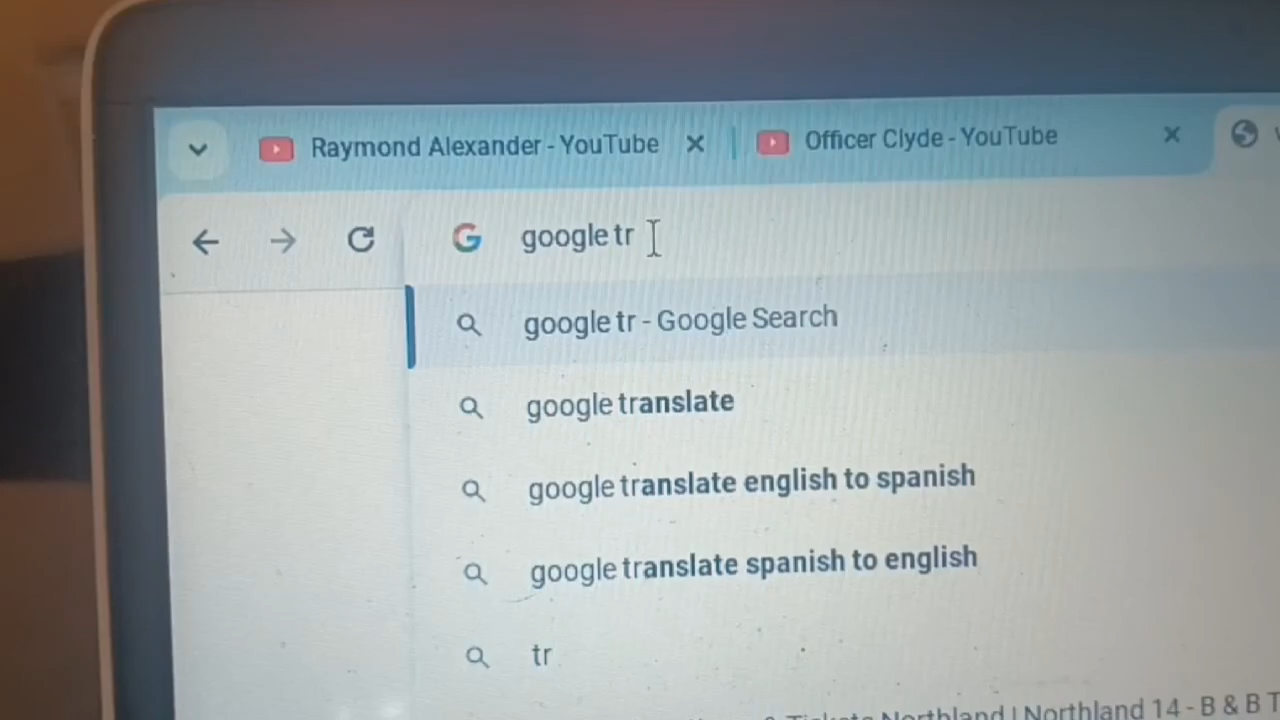 Raymond Alexander - YouTube
Officer Clyde - YouTube
google tr
google tr - Google Search
google translate
google translate english to spanish
google translate spanish to english
tr
Tickets Northland | Northland 14 - B & B T